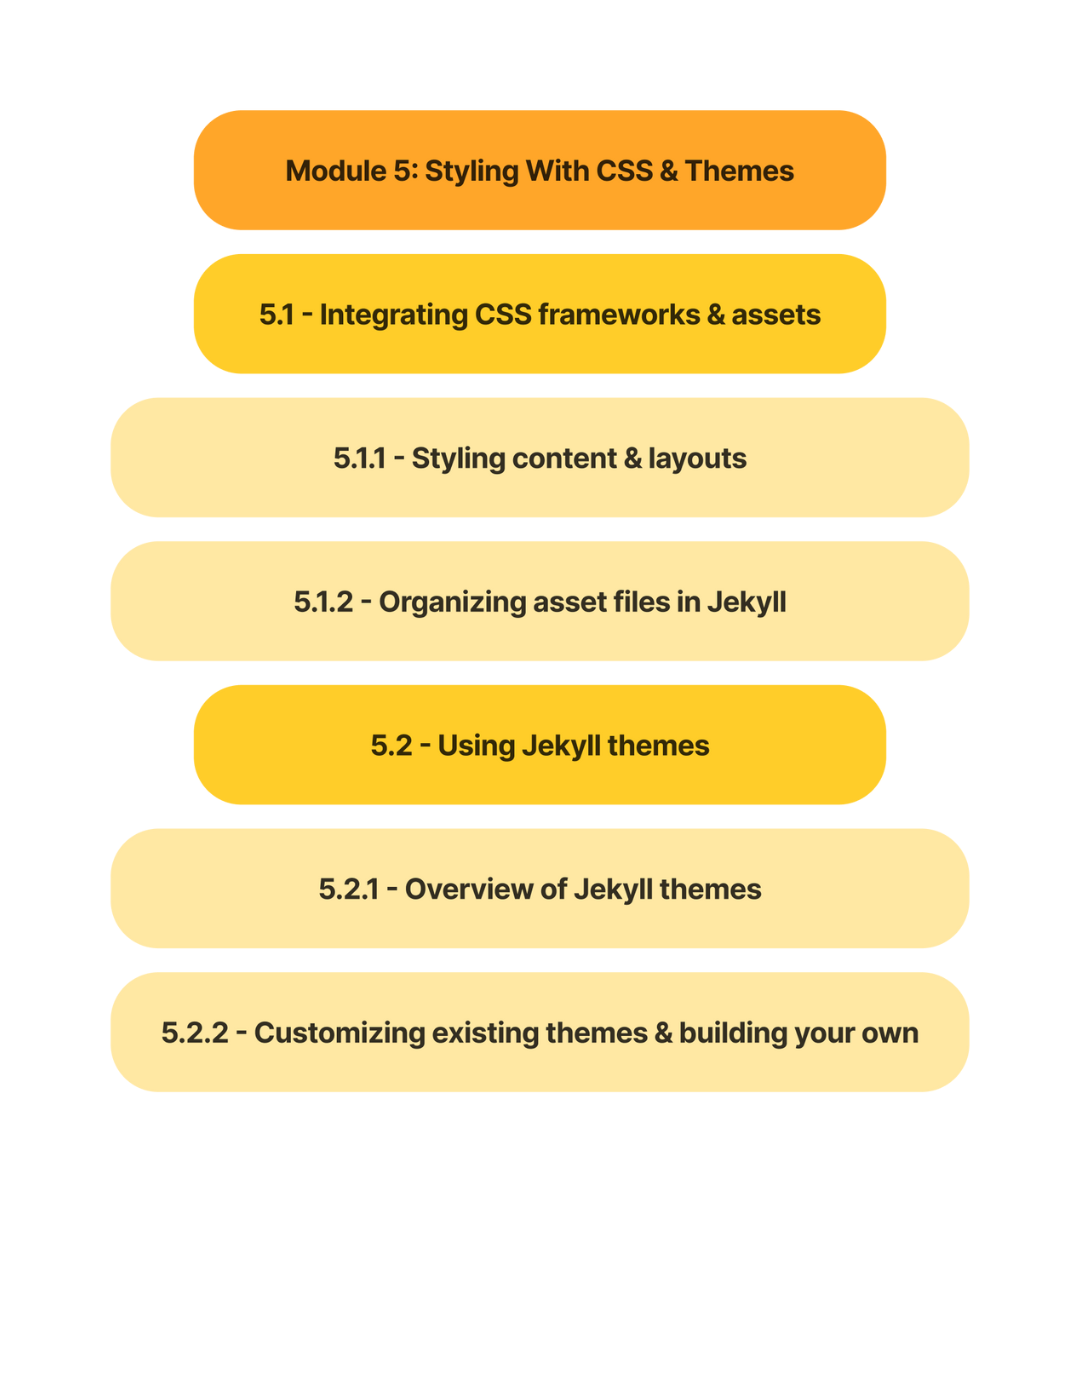 Module 5: Styling With CSS & Themes
5.1 - Integrating CSS frameworks & assets
5.1.1 - Styling content & layouts
5.1.2 - Organizing asset files in Jekyll
5.2 - Using Jekyll themes
5.2.1 - Overview of Jekyll themes
5.2.2 - Customizing existing themes & building your own